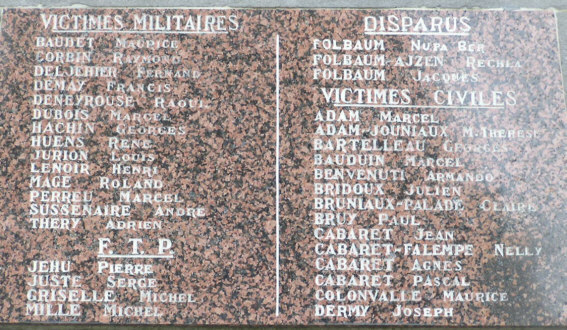 VICTIMES MILITAIRES
BAUDET MAURICE
CORBIN RAYMOND
DELJEHIER FERNAND
DEMAY FRANCIS
DENEYROUSE RAOUL
DUBOIS MARCEL
HACHIN GEORGES
HUENS RENE
JURION LOUIS
LENOIR HENRI
MAGE ROLAND
PERREU MARCEL
SUSSENAIRE ANDRE
THERY ADRIEN
F.T.P.
JEHU PIERRE
JUSTE SERGE
GRISELLE MICHEL
MILLE MICHEL
DISPARUS
FOLBAUM NUFA BER
FOLBAUM-AJZEN RECHLA
FOLBAUM JACQUES
VICTIMES CIVILES
ADAM MARCEL
ADAM-JOUNIAUX M.THERESE
BARTELLEAU GEORGES
BAUDUIN MARCEL
BENVENUTI ARMANDO
BRIDOUX JULIEN
BRUNIAUX-PALADE CLAIRE
BRUY PAUL
CABARET JEAN
CABARET-FALEMPE NELLY
CABARET AGNES
CABARET PASCAL
COLONVALLE MAURICE
DERMY JOSEPH